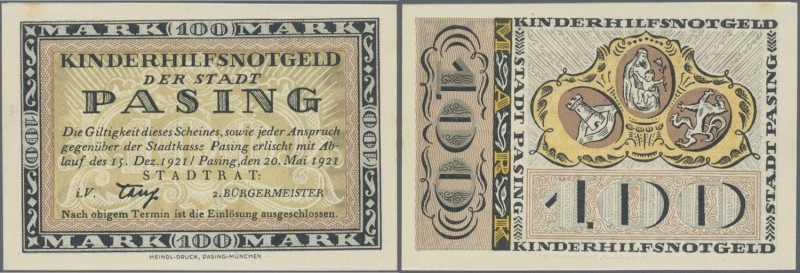 MARK (100) MARK
(100)
(100)
KINDERHILFSNOTGELD
DER STADT
PASING
Die Giltigkeit dieses Scheines, sowie jeder Anspruch
gegenüber der Stadtkasse Pasing erlischt mit Ab
lauf des 15. Dez. 1921 / Pasing, den 20. Mai 1921
STADTRAT:
i.V. 2. BÜRGERMEISTER
Nach obigem Termin ist die Einlösung ausgeschlossen.
MARK (100) MARK
HEINDL-DRUCK, PASING-MÜNCHEN
100
MARK
KINDERHILFSNOTGELD
STADT PASING
STADT PASING
100
KINDERHILFSNOTGELD